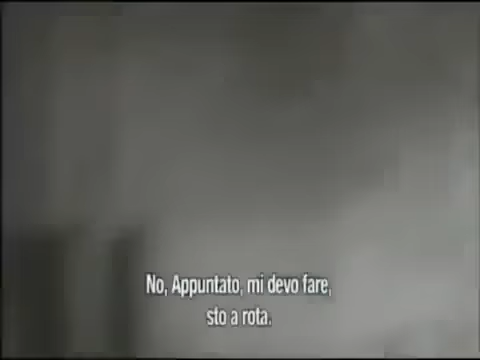 No, Appuntato, mi devo fare,
sto a rota.